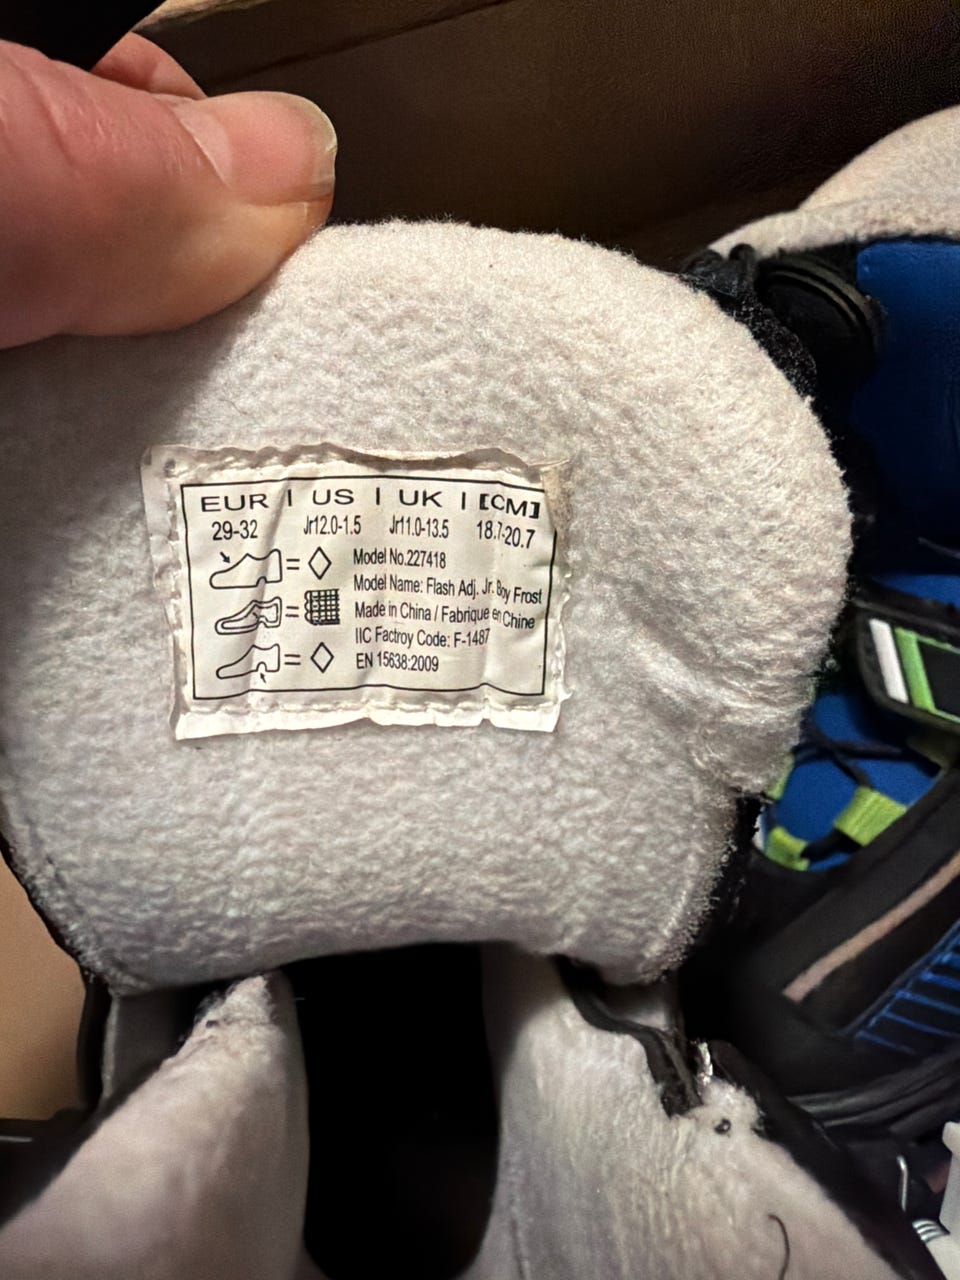 EUR | US | UK | [CM]
29-32 Jr12.0-1.5 Jr11.0-13.5 18.7-20.7
Model No.227418
Model Name: Flash Adj. Jr. Boy Frost
Made in China / Fabrique en Chine
IIC Factroy Code: F-1487
EN 15638:2009